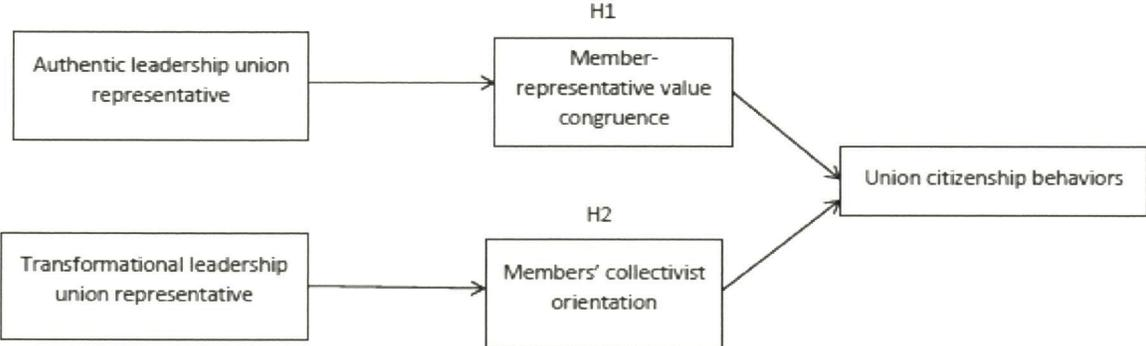 H1
Authentic leadership union
representative
Member-
representative value
congruence
Union citizenship behaviors
H2
Transformational leadership
union representative
Members' collectivist
orientation